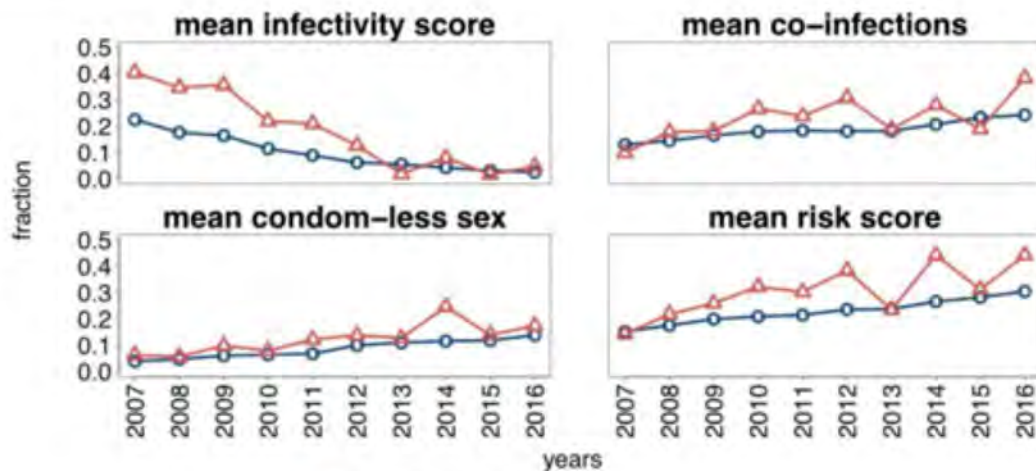 mean infectivity score
mean co-infections
0.5
0.4
0.3
0.2
0.1
0.0
fraction
mean condom-less sex
mean risk score
0.5
0.4
0.3
0.2
0.1
0.0
2007 2008 2009 2010 2011 2012 2013 2014 2015 2016
2007 2008 2009 2010 2011 2012 2013 2014 2015 2016
years